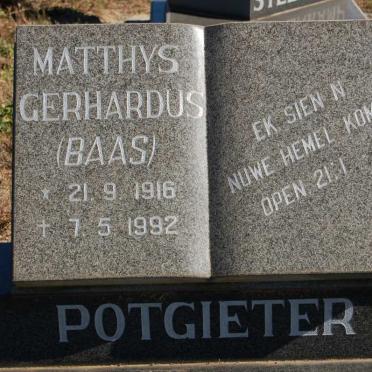 MATTHYS
GERHARDUS
(BAAS)
* 21 9 1916
+ 7 5 1992
EK SIEN N
NUWE HEMEL KOM
OPEN 21:1
POTGIETER